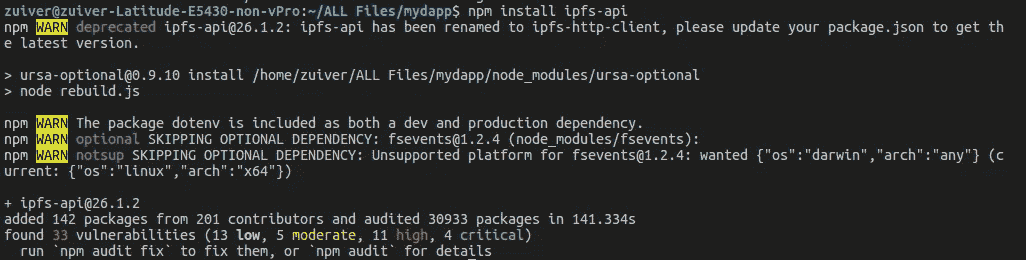 zuiver@zuiver-Latitude-E5430-non-vPro:~/ALL Files/mydapp$ npm install ipfs-api
npm WARN deprecated ipfs-api@26.1.2: ipfs-api has been renamed to ipfs-http-client, please update your package.json to get th
e latest version.
> ursa-optional@0.9.10 install /home/zuiver/ALL Files/mydapp/node_modules/ursa-optional
> node rebuild.js
npm WARN The package dotenv is included as both a dev and production dependency.
npm WARN optional SKIPPING OPTIONAL DEPENDENCY: fsevents@1.2.4 (node_modules/fsevents):
npm WARN notsup SKIPPING OPTIONAL DEPENDENCY: Unsupported platform for fsevents@1.2.4: wanted {"os":"darwin","arch":"any"} (c
urrent: {"os":"linux","arch":"x64"})
+ ipfs-api@26.1.2
added 142 packages from 201 contributors and audited 30933 packages in 141.334s
found 33 vulnerabilities (13 low, 5 moderate, 11 high, 4 critical)
run `npm audit fix` to fix them, or `npm audit` for details